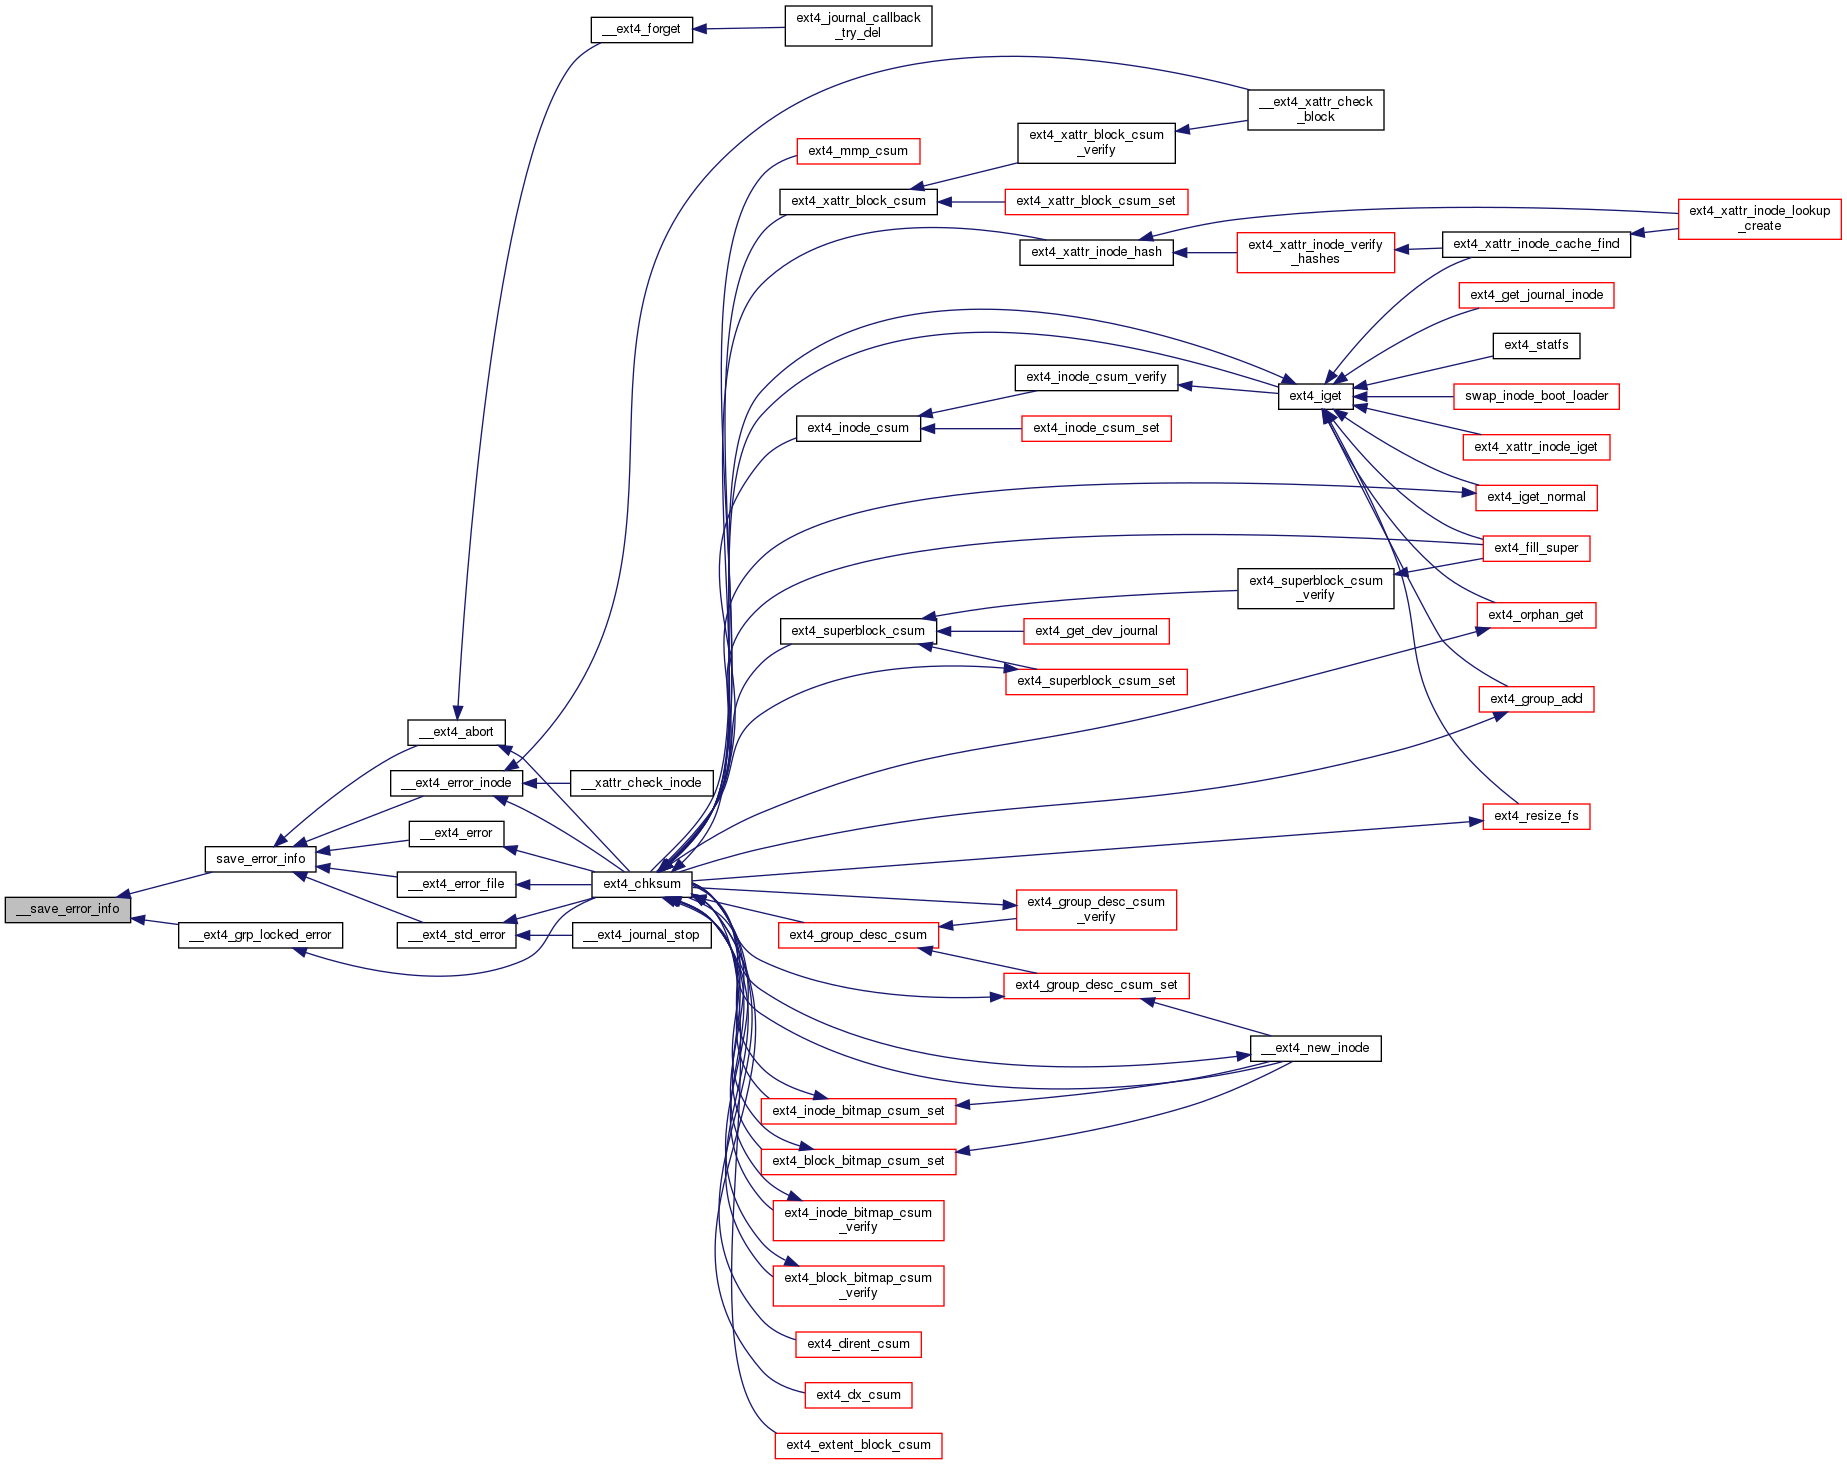 __ext4_forget
ext4_journal_callback
_try_del
__ext4_xattr_check
_block
ext4_xattr_block_csum
_verify
ext4_mmp_csum
ext4_xattr_block_csum
ext4_xattr_block_csum_set
ext4_xattr_inode_lookup
_create
ext4_xattr_inode_hash
ext4_xattr_inode_verify
_hashes
ext4_xattr_inode_cache_find
ext4_get_journal_inode
ext4_statfs
ext4_inode_csum_verify
ext4_iget
swap_inode_boot_loader
ext4_inode_csum
ext4_inode_csum_set
ext4_xattr_inode_iget
ext4_iget_normal
ext4_fill_super
ext4_superblock_csum
_verify
ext4_orphan_get
ext4_superblock_csum
ext4_get_dev_journal
ext4_superblock_csum_set
ext4_group_add
__ext4_abort
__ext4_error_inode
__xattr_check_inode
ext4_resize_fs
__ext4_error
save_error_info
__ext4_error_file
ext4_chksum
__save_error_info
ext4_group_desc_csum
_verify
__ext4_grp_locked_error
__ext4_std_error
__ext4_journal_stop
ext4_group_desc_csum
ext4_group_desc_csum_set
__ext4_new_inode
ext4_inode_bitmap_csum_set
ext4_block_bitmap_csum_set
ext4_inode_bitmap_csum
_verify
ext4_block_bitmap_csum
_verify
ext4_dirent_csum
ext4_dx_csum
ext4_extent_block_csum